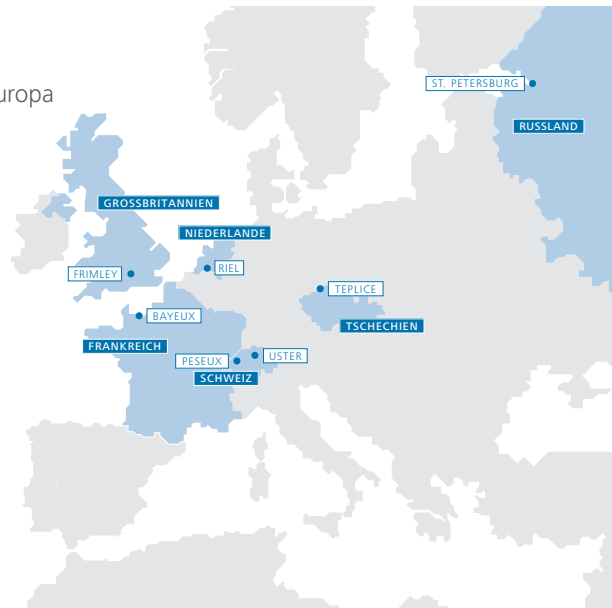 uropa
ST. PETERSBURG
RUSSLAND
GROSSBRITANNIEN
NIEDERLANDE
FRIMLEY
RIEL
TEPLICE
BAYEUX
TSCHECHIEN
FRANKREICH
PESEUX
USTER
SCHWEIZ